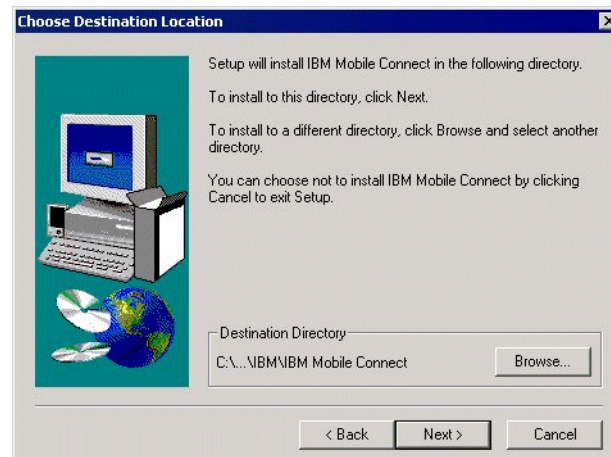 Choose Destination Location
Setup will install IBM Mobile Connect in the following directory.
To install to this directory, click Next.
To install to a different directory, click Browse and select another
directory.
You can choose not to install IBM Mobile Connect by clicking
Cancel to exit Setup.
Destination Directory
C:\...\IBM\IBM Mobile Connect
Browse...
< Back
Next >
Cancel